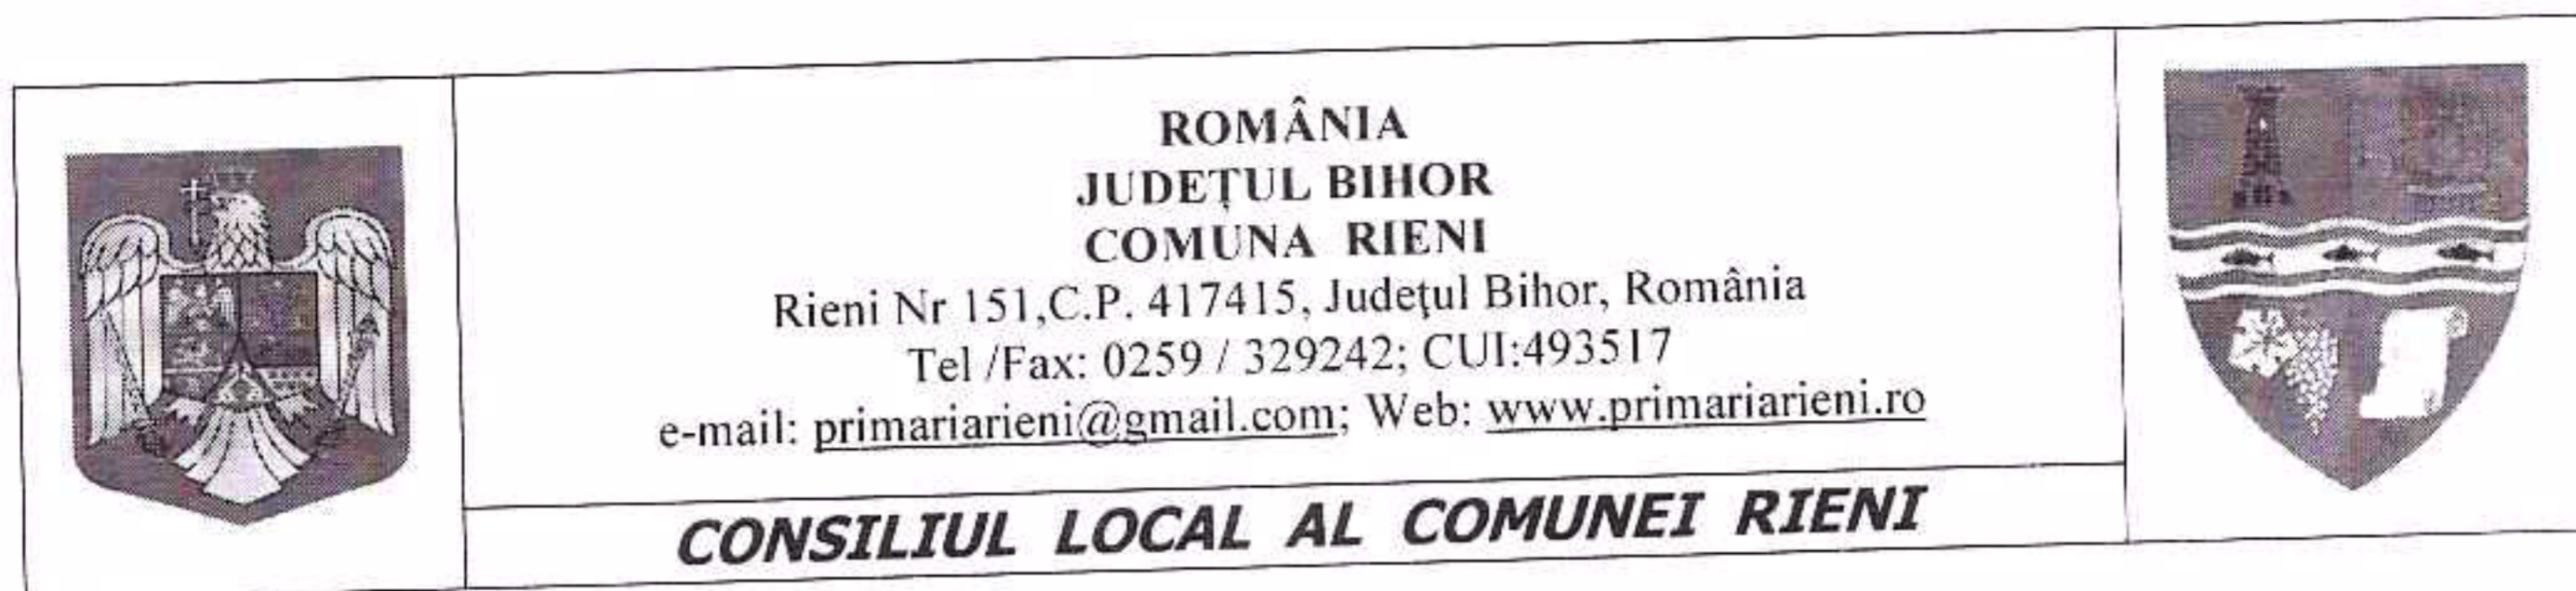 ROMÂNIA
JUDEȚUL BIHOR
COMUNA RIENI
Rieni Nr 151,C.P. 417415, Județul Bihor, România
Tel /Fax: 0259 / 329242; CUI:493517
e-mail: primariarieni@gmail.com; Web: www.primariarieni.ro
CONSILIUL LOCAL AL COMUNEI RIENI